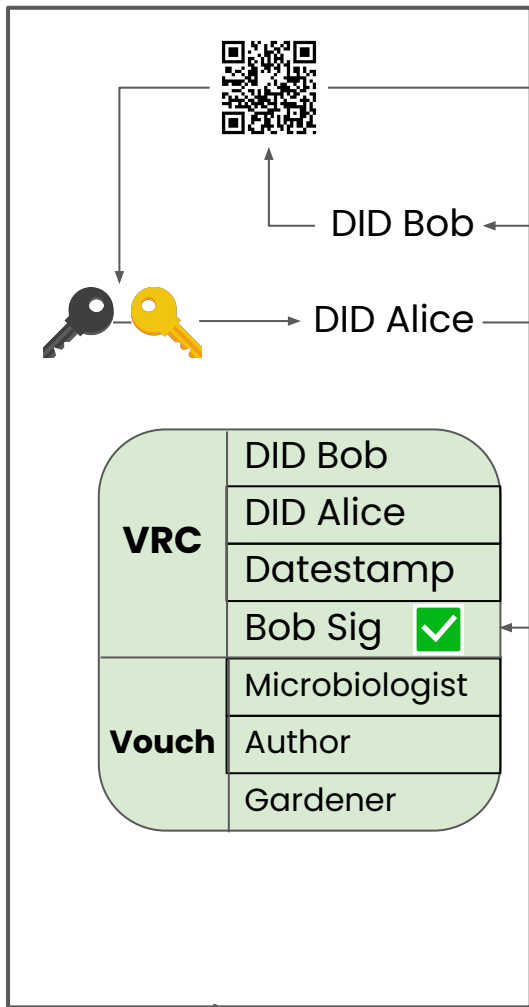 DID Bob
DID Alice
VRC
DID Bob
DID Alice
Datestamp
Bob Sig
Vouch
Microbiologist
Author
Gardener